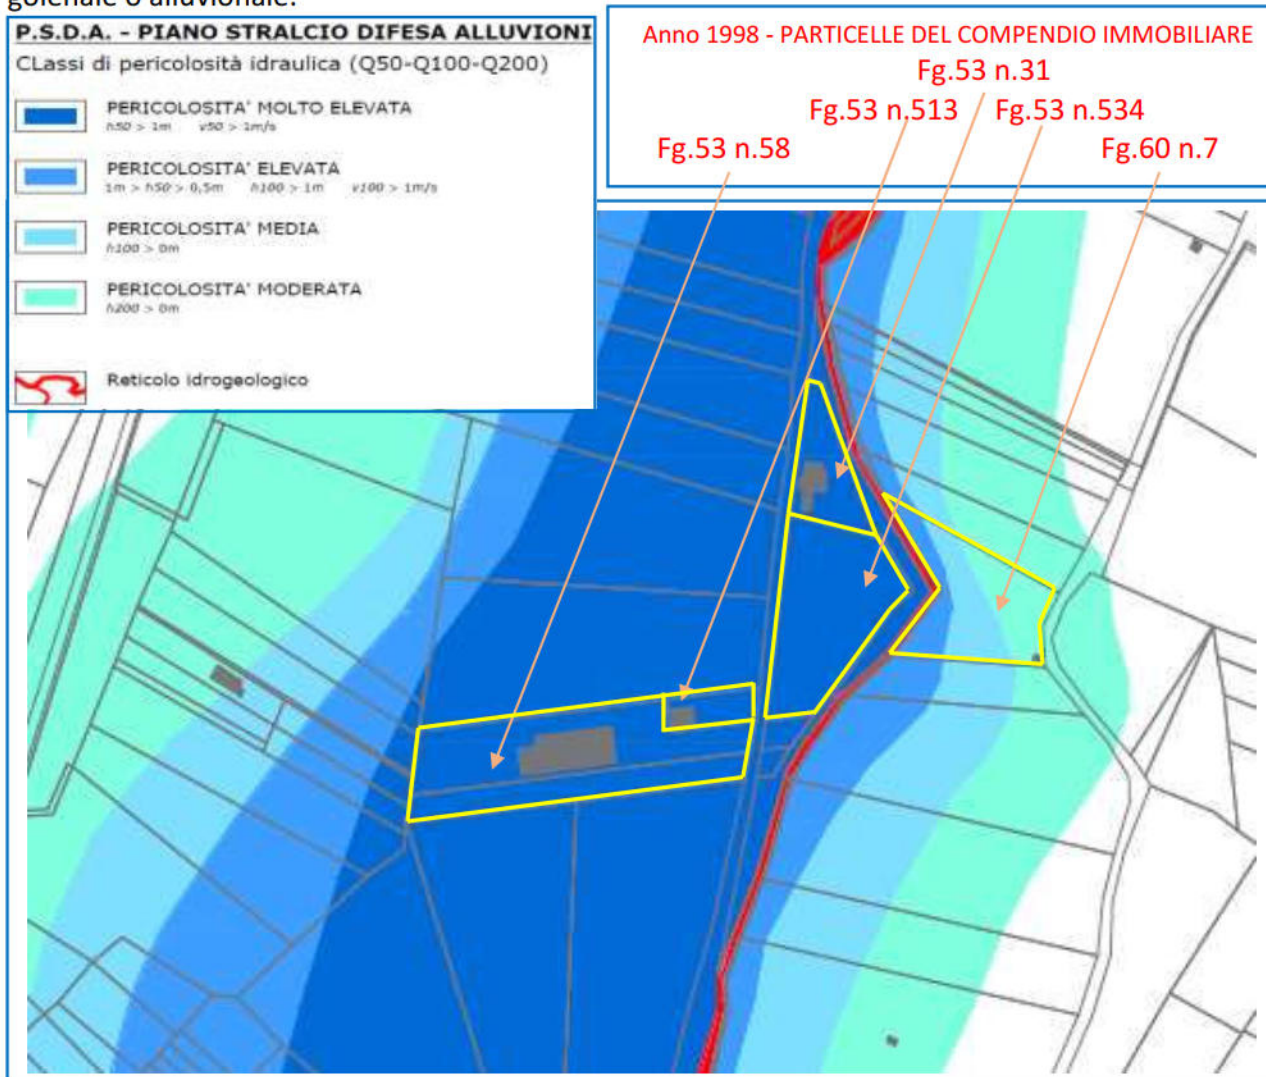 golenale o alluvionale.
P.S.D.A. - PIANO STRALCIO DIFESA ALLUVIONI
CLassi di pericolosità idraulica (Q50-Q100-Q200)
PERICOLOSITA' MOLTO ELEVATA
h50 > 1m v50 > 1m/s
PERICOLOSITA' ELEVATA
1m > h50 > 0,5m h100 > 1m v100 > 1m/s
PERICOLOSITA' MEDIA
h100 > 0m
PERICOLOSITA' MODERATA
h200 > 0m
Reticolo idrogeologico
Anno 1998 - PARTICELLE DEL COMPENDIO IMMOBILIARE
Fg.53 n.31
Fg.53 n.513 Fg.53 n.534
Fg.53 n.58 Fg.60 n.7